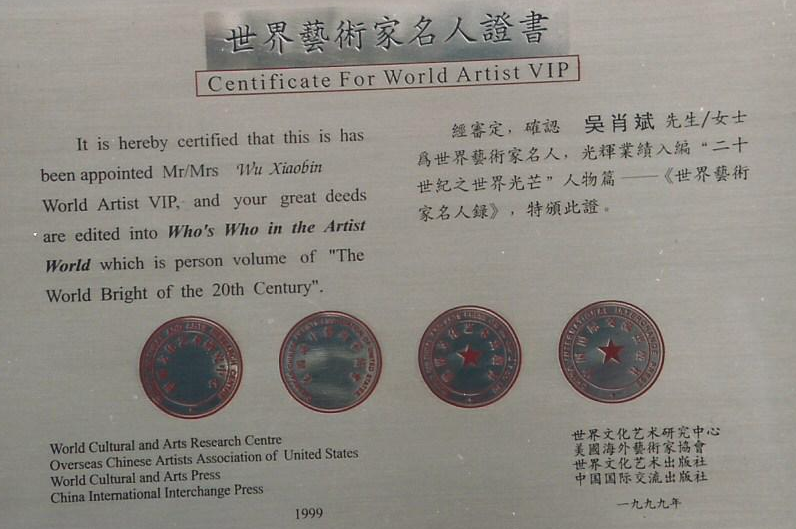 世界藝術家名人證書
Centificate For World Artist VIP
It is hereby certified that this is has
been appointed Mr/Mrs Wu Xiaobin
World Artist VIP, and your great deeds
are edited into Who's Who in the Artist
World which is person volume of "The
World Bright of the 20th Century".
經審定，確認 吳肖斌 先生/女士
爲世界藝術家名人，光輝業績入編“二十
世紀之世界光芒”人物篇——《世界藝術
家名人録》，特頒此證。
World Cultural and Arts Research Centre
Overseas Chinese Artists Association of United States
World Cultural and Arts Press
China International Interchange Press
1999
世界文化艺术研究中心
美國海外藝術家協會
世界文化艺术出版社
中国国际交流出版社
一九九九年